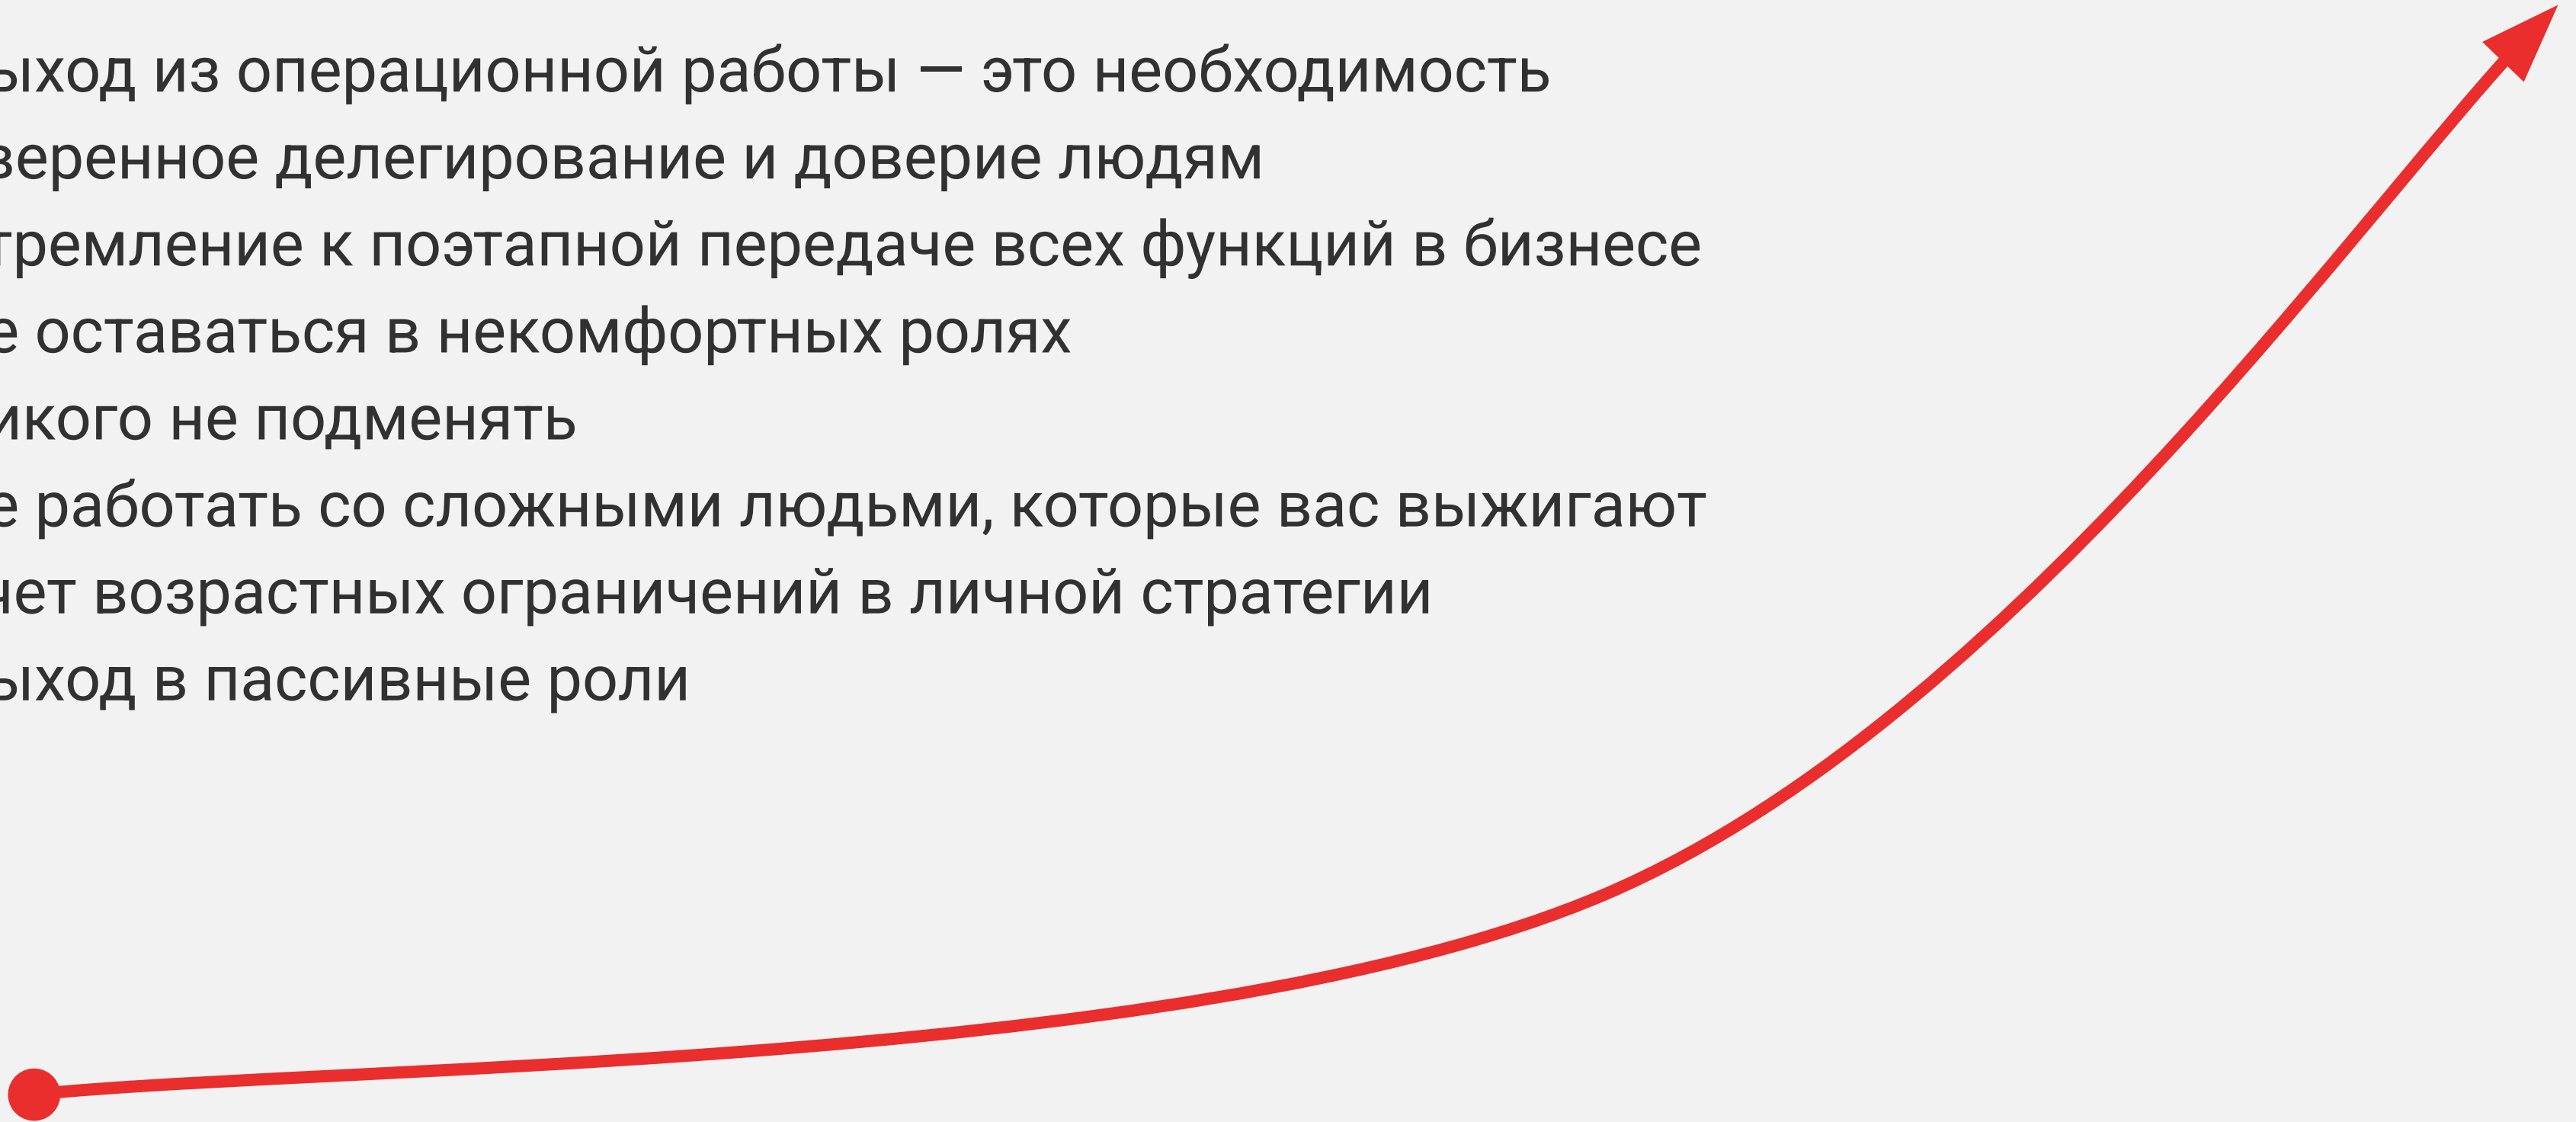 ыход из операционной работы — это необходимость
веренное делегирование и доверие людям
тремление к поэтапной передаче всех функций в бизнесе
е оставаться в некомфортных ролях
икого не подменять
е работать со сложными людьми, которые вас выжигают
чет возрастных ограничений в личной стратегии
ыход в пассивные роли